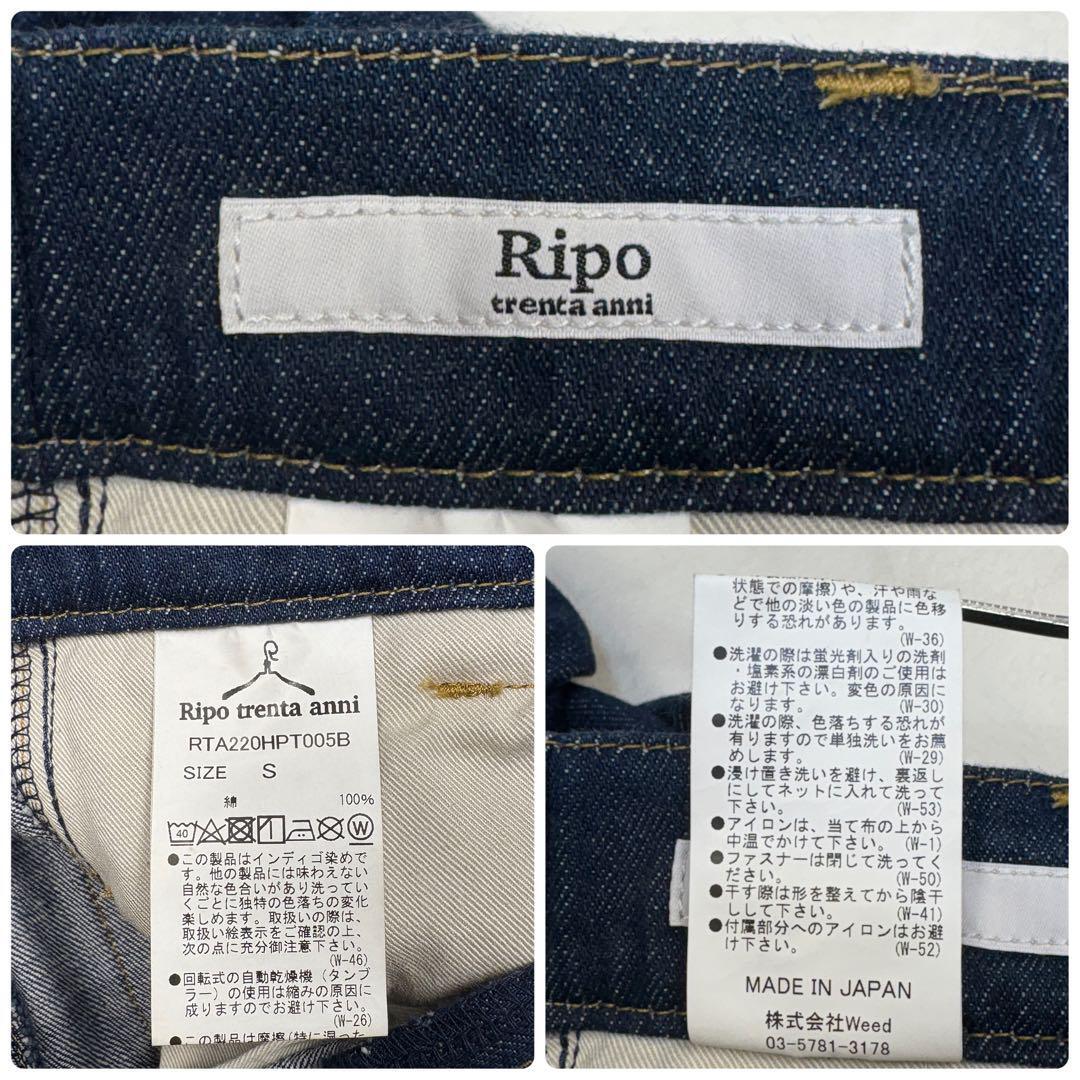 Ripo
trenta anni
Ripo trenta anni
RTA220HPT005B
SIZE S
綿 100%
40
W
●この製品はインディゴ染めで
す。他の製品には味わえない
自然な色合いがあり洗ってい
くごとに独特の色落ちの変化
楽しめます。取扱いの際は、
取扱い絵表示をご確認の上、
次の点に充分御注意下さい。
(W-46)
●回転式の自動乾燥機(タンブ
ラー)の使用は縮みの原因に
成りますのでお避け下さい。
(W-26)
●この製品は摩擦(特に湿った
状態での摩擦)や、汗や雨な
どで他の淡い色の製品に色移
りする恐れがあります。
(W-36)
●洗濯の際は蛍光剤入りの洗剤
・塩素系の漂白剤のご使用は
お避け下さい。変色の原因に
なります。 (W-30)
●洗濯の際、色落ちする恐れが
有りますので単独洗いをお薦
めします。 (W-29)
●浸け置き洗いを避け、裏返し
にしてネットに入れて洗って
下さい。 (W-53)
●アイロンは、当て布の上から
中温でかけて下さい。 (W-1)
●ファスナーは閉じて洗ってく
ださい。 (W-50)
●干す際は形を整えてから陰干
しして下さい。 (W-41)
●付属部分へのアイロンはお避
け下さい。 (W-52)
MADE IN JAPAN
株式会社Weed
03-5781-3178